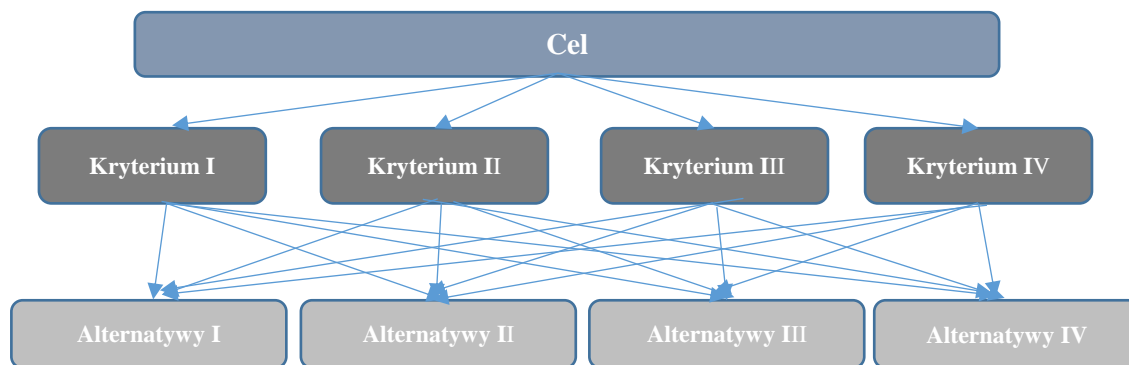 Cel
Kryterium I
Kryterium II
Kryterium III
Kryterium IV
Alternatywy I
Alternatywy II
Alternatywy III
Alternatywy IV